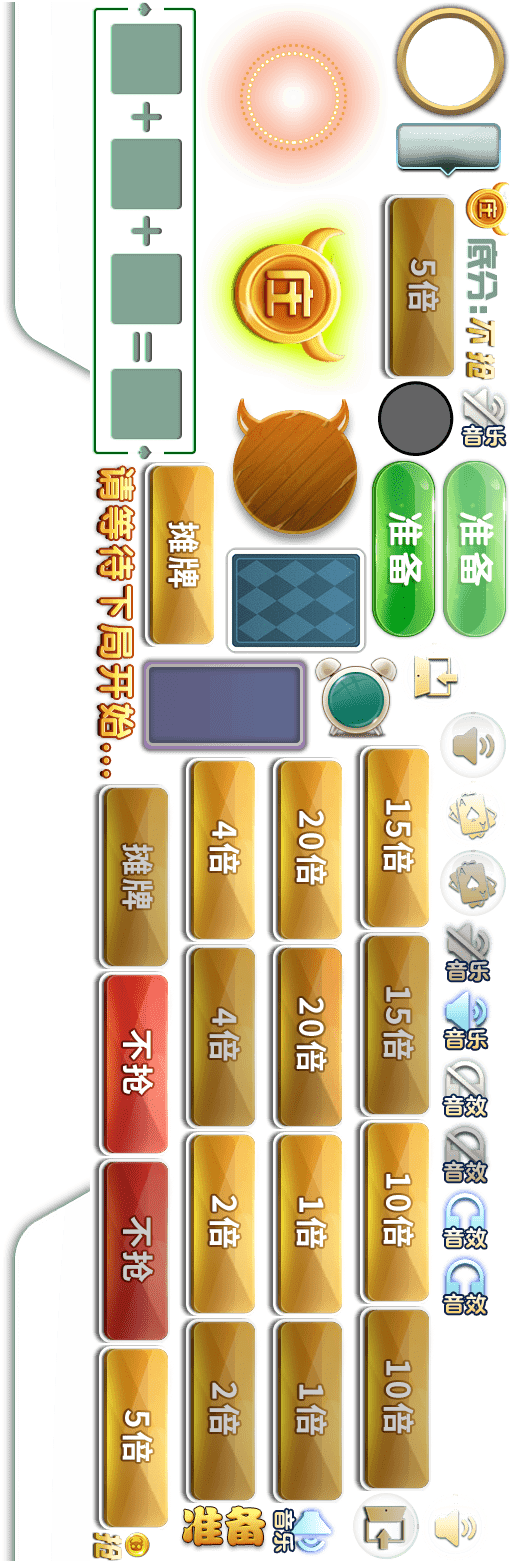 庄
5倍
底分:不抢
音乐
庄
准备
准备
摊牌
请等待下局开始...
15倍
20倍
4倍
摊牌
15倍
20倍
4倍
不抢
音乐
音乐
音效
音效
音效
音效
10倍
1倍
2倍
不抢
10倍
1倍
2倍
5倍
音乐
准备
抢